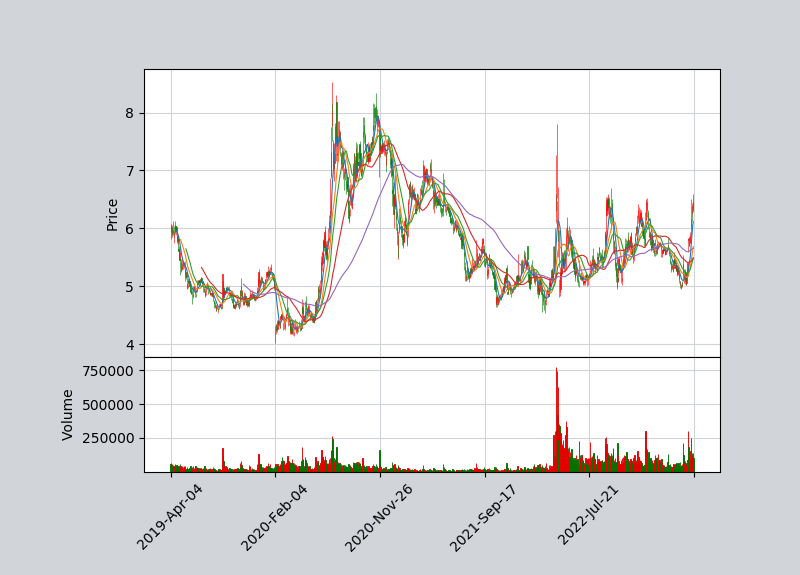 8
7
6
5
4
Price
750000
500000
250000
Volume
2019-Apr-04
2020-Feb-04
2020-Nov-26
2021-Sep-17
2022-Jul-21